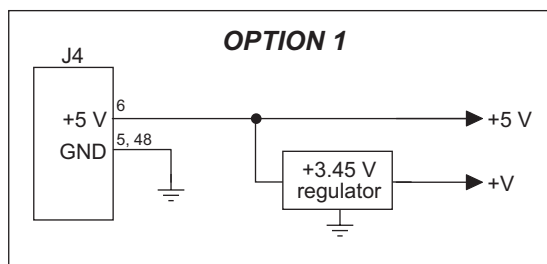 OPTION 1
J4
+5 V
6
GND
5, 48
+5 V
+3.45 V
regulator
+V